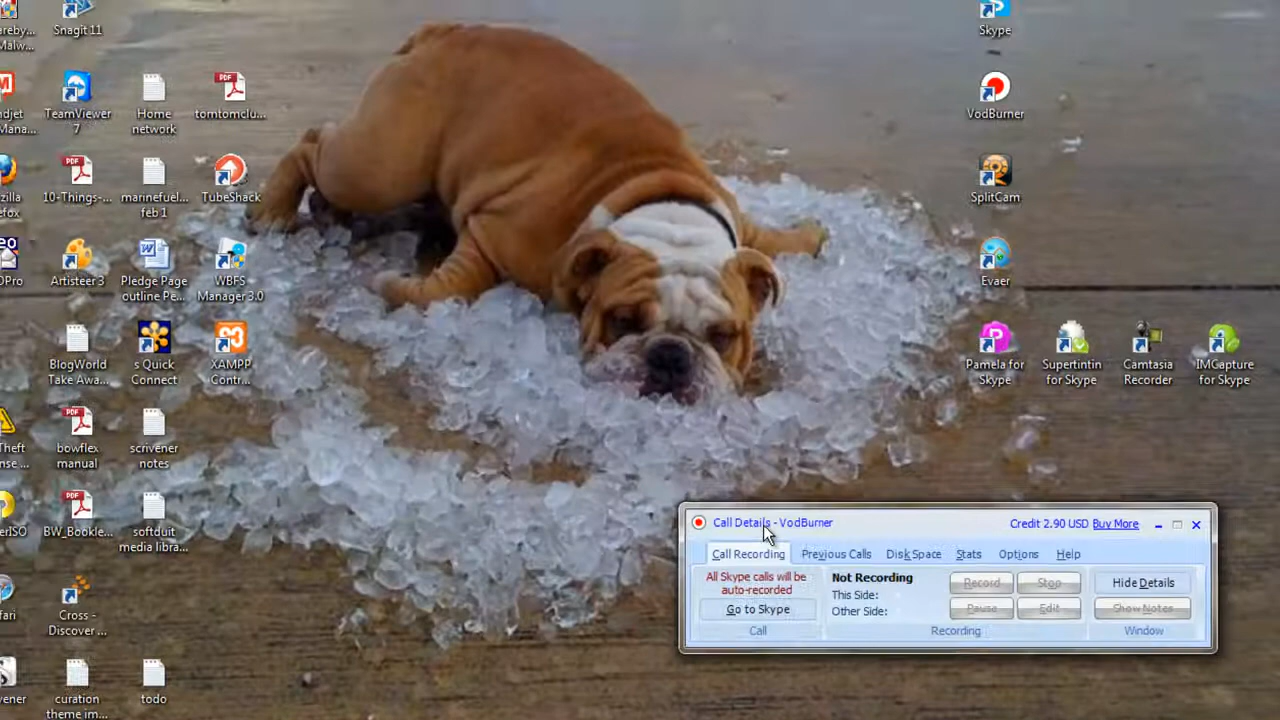 Snagit 11
Skype
TeamViewer
7
Home
network
tomtomclu...
VodBurner
10-Things-...
marinefuel...
feb 1
TubeShack
SplitCam
Artisteer 3
Pledge Page
outline Pe...
WBFS
Manager 3.0
Evaer
BlogWorld
Take Awa...
s Quick
Connect
XAMPP
Contr...
Pamela for
Skype
Supertintin
for Skype
Camtasia
Recorder
IMCapture
for Skype
bowflex
manual
scrivener
notes
BW_Bookle...
softduit
media libra...
Cross -
Discover ...
curation
theme im...
todo
Call Details - VodBurner
Credit 2.90 USD Buy More
Call Recording Previous Calls Disk Space Stats Options Help
All Skype calls will be
auto-recorded
Go to Skype
Call
Not Recording
This Side:
Other Side:
Record Stop
Pause Edit
Recording
Hide Details
Show Notes
Window